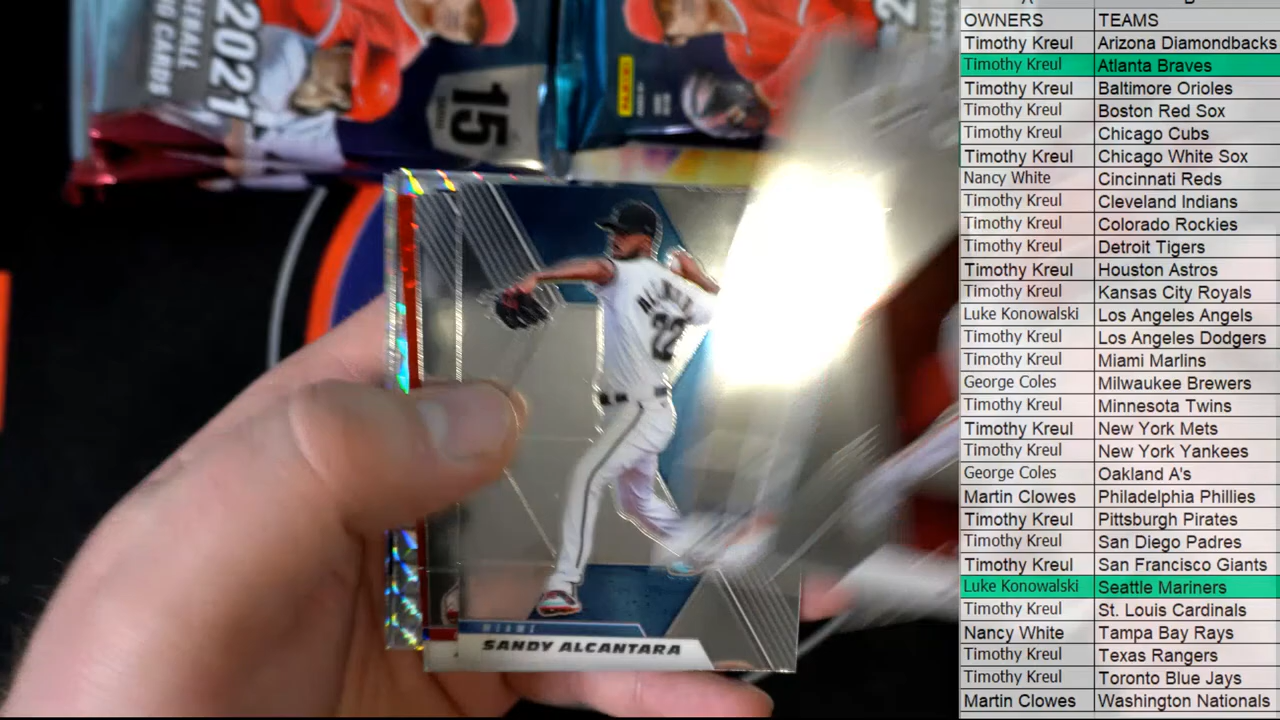 2021
BASEBALL
TRADING CARDS
15
PANINI
MIAMI
SANDY ALCANTARA
22
OWNERS TEAMS
Timothy Kreul Arizona Diamondbacks
Timothy Kreul Atlanta Braves
Timothy Kreul Baltimore Orioles
Timothy Kreul Boston Red Sox
Timothy Kreul Chicago Cubs
Timothy Kreul Chicago White Sox
Nancy White Cincinnati Reds
Timothy Kreul Cleveland Indians
Timothy Kreul Colorado Rockies
Timothy Kreul Detroit Tigers
Timothy Kreul Houston Astros
Timothy Kreul Kansas City Royals
Luke Konowalski Los Angeles Angels
Timothy Kreul Los Angeles Dodgers
Timothy Kreul Miami Marlins
George Coles Milwaukee Brewers
Timothy Kreul Minnesota Twins
Timothy Kreul New York Mets
Timothy Kreul New York Yankees
George Coles Oakland A's
Martin Clowes Philadelphia Phillies
Timothy Kreul Pittsburgh Pirates
Timothy Kreul San Diego Padres
Timothy Kreul San Francisco Giants
Luke Konowalski Seattle Mariners
Timothy Kreul St. Louis Cardinals
Nancy White Tampa Bay Rays
Timothy Kreul Texas Rangers
Timothy Kreul Toronto Blue Jays
Martin Clowes Washington Nationals